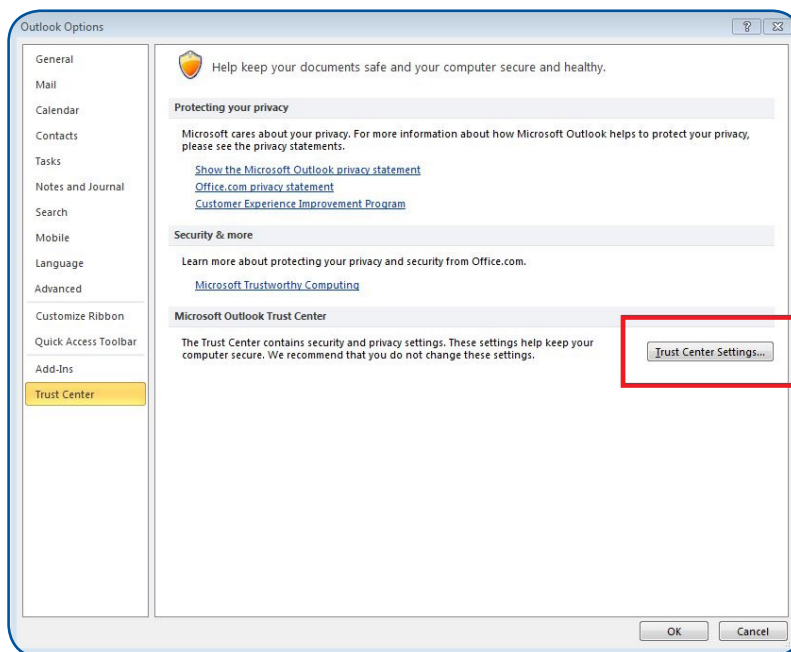 Outlook Options
General
Mail
Calendar
Contacts
Tasks
Notes and Journal
Search
Mobile
Language
Advanced
Customize Ribbon
Quick Access Toolbar
Add-Ins
Trust Center
Help keep your documents safe and your computer secure and healthy.
Protecting your privacy
Microsoft cares about your privacy. For more information about how Microsoft Outlook helps to protect your privacy,
please see the privacy statements.
Show the Microsoft Outlook privacy statement
Office.com privacy statement
Customer Experience Improvement Program
Security & more
Learn more about protecting your privacy and security from Office.com.
Microsoft Trustworthy Computing
Microsoft Outlook Trust Center
The Trust Center contains security and privacy settings. These settings help keep your
computer secure. We recommend that you do not change these settings.
Trust Center Settings...
OK
Cancel